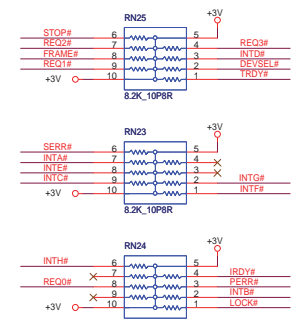 RN25 +3V
STOP# 6 5
REQ2# 7 4 REQ3#
FRAME# 8 3 INTD#
REQ1# 9 2 DEVSEL#
+3V 10 1 TRDY#
8.2K_10P8R
RN23 +3V
SERR# 6 5
INTA# 7 4
INTE# 8 3
INTC# 9 2 INTG#
+3V 10 1 INTF#
8.2K_10P8R
RN24 +3V
INTH# 6 5
7 4 IRDY#
REQ0# 8 3 PERR#
9 2 INTB#
+3V 10 1 LOCK#